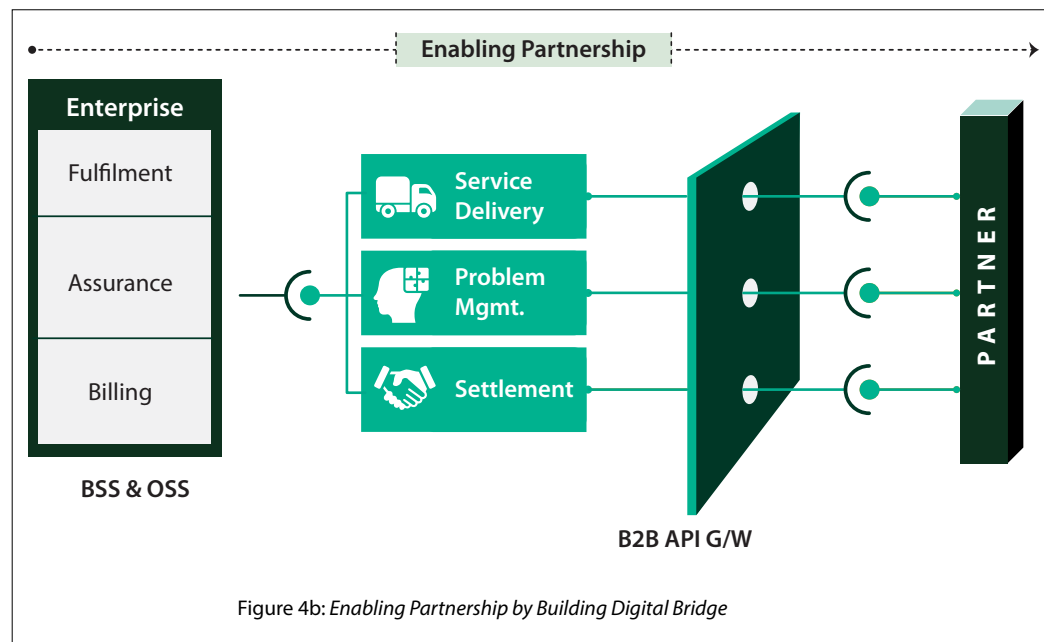 Enabling Partnership
Enterprise
Fulfilment
Assurance
Billing
BSS & OSS
Service
Delivery
Problem
Mgmt.
Settlement
B2B API G/W
PARTNER
Figure 4b: Enabling Partnership by Building Digital Bridge